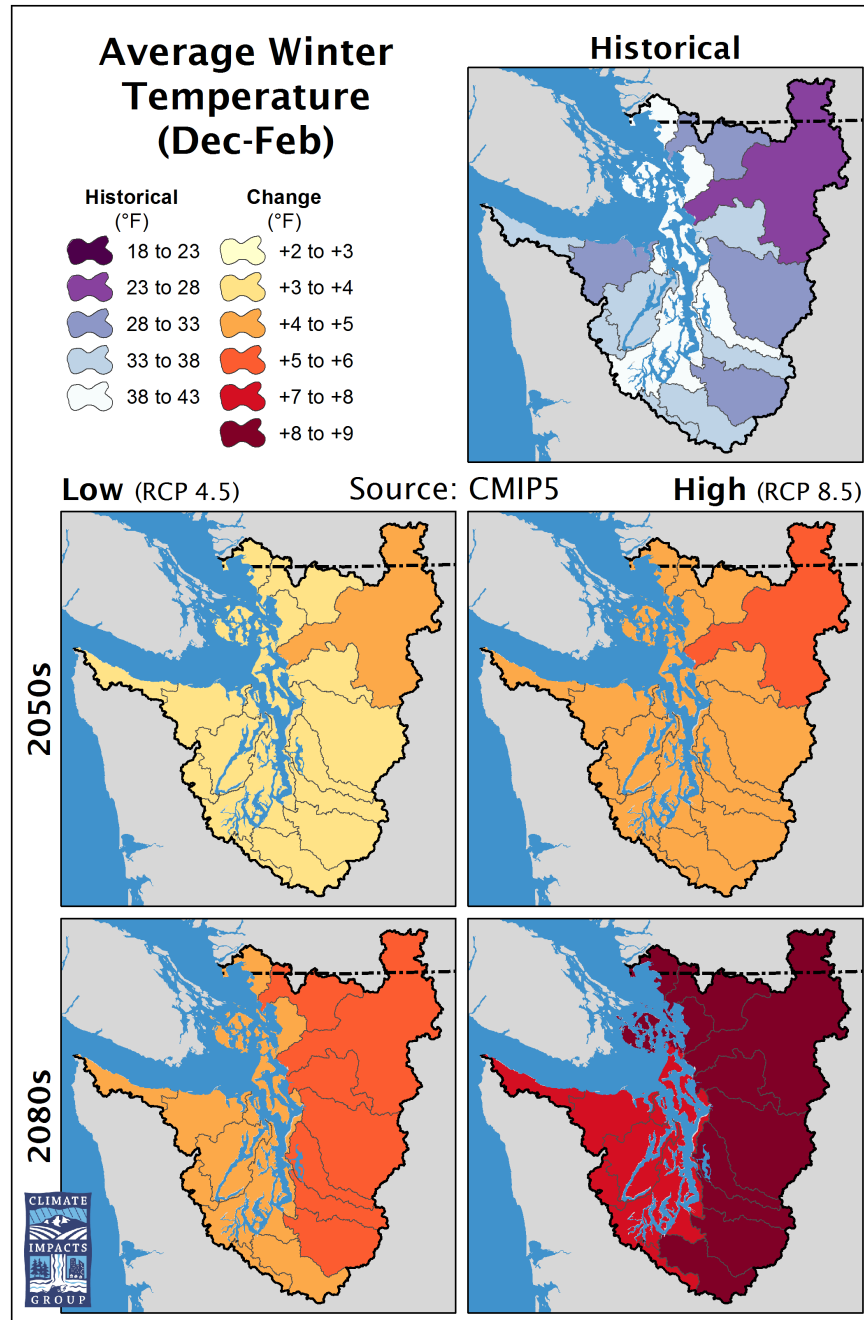 Average Winter
Temperature
(Dec-Feb)
Historical
Historical
(°F)
18 to 23
23 to 28
28 to 33
33 to 38
38 to 43
Change
(°F)
+2 to +3
+3 to +4
+4 to +5
+5 to +6
+7 to +8
+8 to +9
Low (RCP 4.5)
Source: CMIP5
High (RCP 8.5)
2050s
2080s
CLIMATE
IMPACTS
GROUP